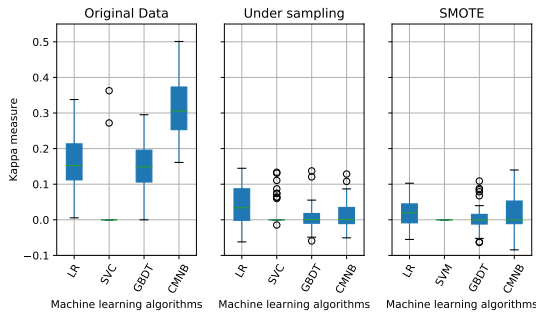 Original Data
Under sampling
SMOTE
Kappa measure
0.5
0.4
0.3
0.2
0.1
0.0
−0.1
LR
SVC
GBDT
CMNB
LR
SVC
GBDT
CMNB
LR
SVM
GBDT
CMNB
Machine learning algorithms
Machine learning algorithms
Machine learning algorithms